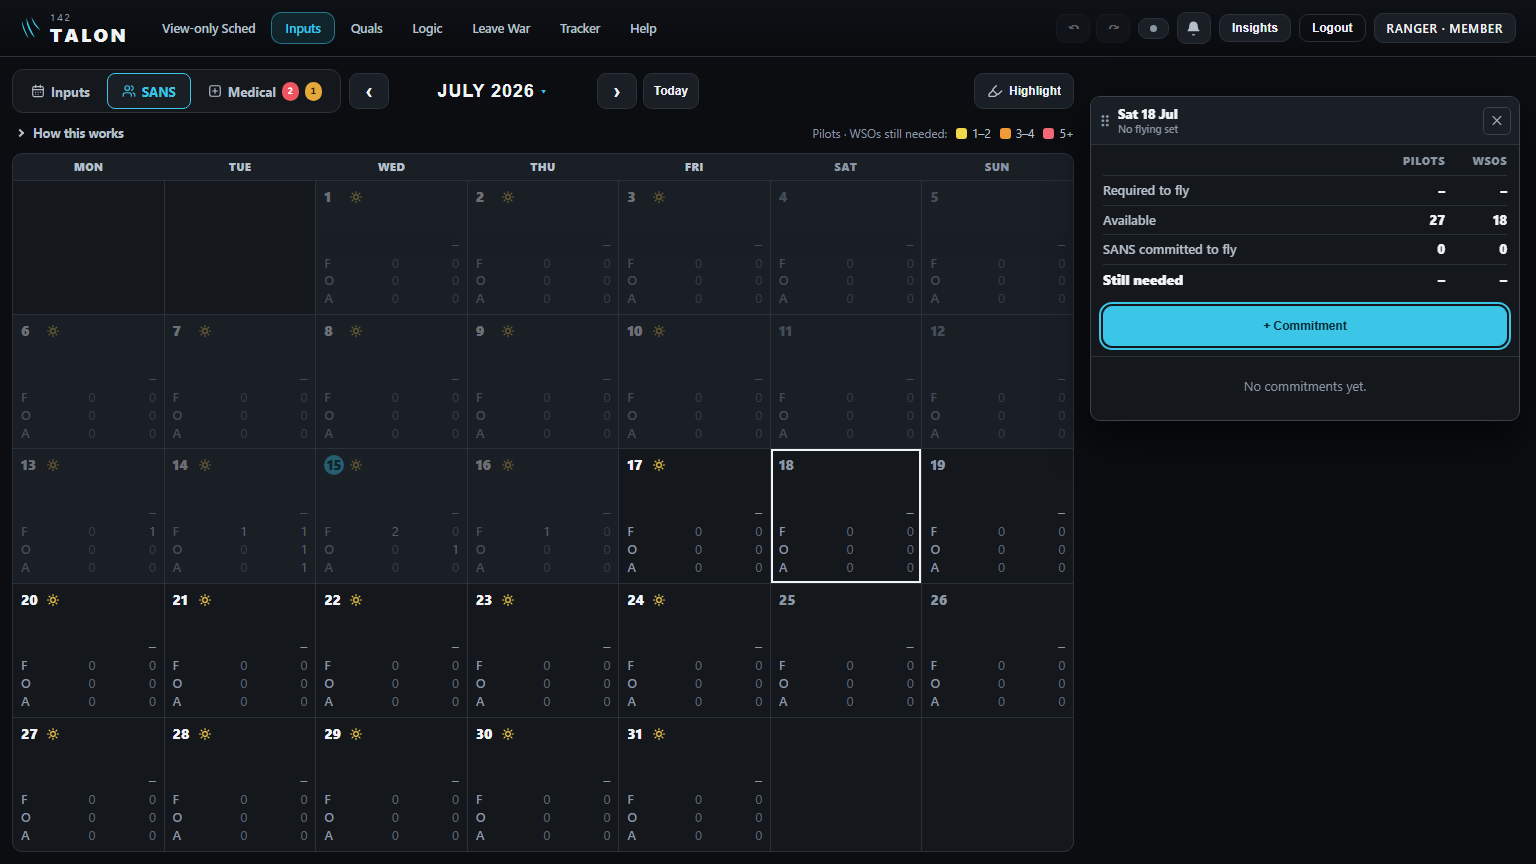 142
TALON
View-only Sched
Inputs
Quals
Logic
Leave War
Tracker
Help
Insights
Logout
RANGER · MEMBER
Inputs
SANS
Medical 2 1
‹
JULY 2026
›
Today
Highlight
How this works
Pilots · WSOs still needed: 1–2 3–4 5+
MON TUE WED THU FRI SAT SUN
1 2 3 4 5
– – – – –
F 0 0 F 0 0 F 0 0 F 0 0 F 0 0
O 0 0 O 0 0 O 0 0 O 0 0 O 0 0
A 0 0 A 0 0 A 0 0 A 0 0 A 0 0
6 7 8 9 10 11 12
– – – – – – –
F 0 0 F 0 0 F 0 0 F 0 0 F 0 0 F 0 0 F 0 0
O 0 0 O 0 0 O 0 0 O 0 0 O 0 0 O 0 0 O 0 0
A 0 0 A 0 0 A 0 0 A 0 0 A 0 0 A 0 0 A 0 0
13 14 15 16 17 18 19
– – – – – – –
F 0 1 F 1 1 F 2 0 F 1 0 F 0 0 F 0 0 F 0 0
O 0 0 O 0 1 O 0 1 O 0 0 O 0 0 O 0 0 O 0 0
A 0 0 A 0 1 A 0 0 A 0 0 A 0 0 A 0 0 A 0 0
20 21 22 23 24 25 26
– – – – – – –
F 0 0 F 0 0 F 0 0 F 0 0 F 0 0 F 0 0 F 0 0
O 0 0 O 0 0 O 0 0 O 0 0 O 0 0 O 0 0 O 0 0
A 0 0 A 0 0 A 0 0 A 0 0 A 0 0 A 0 0 A 0 0
27 28 29 30 31
– – – – –
F 0 0 F 0 0 F 0 0 F 0 0 F 0 0
O 0 0 O 0 0 O 0 0 O 0 0 O 0 0
A 0 0 A 0 0 A 0 0 A 0 0 A 0 0
Sat 18 Jul
No flying set
PILOTS WSOS
Required to fly – –
Available 27 18
SANS committed to fly 0 0
Still needed – –
+ Commitment
No commitments yet.